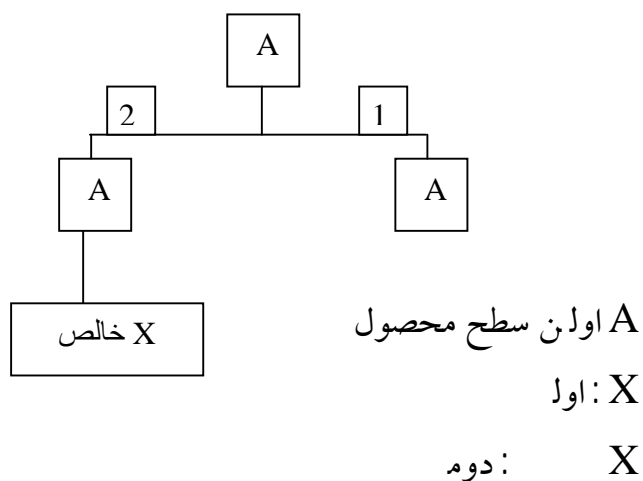 A
2 1
A A
X خالص
A اولن سطح محصول
X : اول
X : دوم